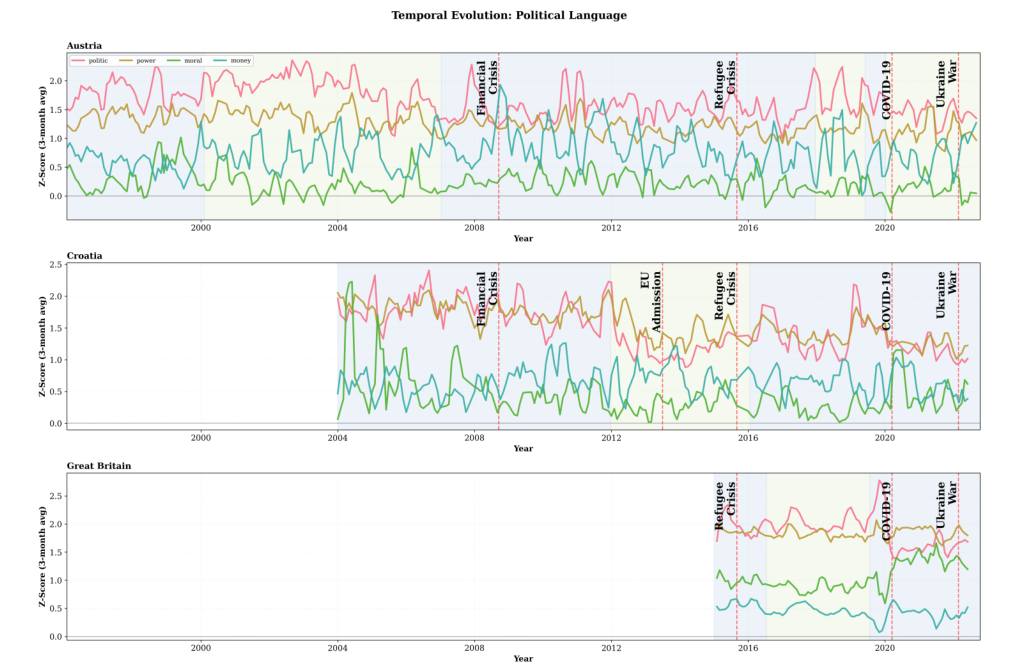 Temporal Evolution: Political Language
Austria
politic power moral money
Z-Score (3-month avg)
2.0
1.5
1.0
0.5
0.0
Financial
Crisis
Refugee
Crisis
COVID-19
Ukraine
War
2000 2004 2008 2012 2016 2020
Year
Croatia
Z-Score (3-month avg)
2.5
2.0
1.5
1.0
0.5
0.0
Financial
Crisis
EU
Admission
Refugee
Crisis
COVID-19
Ukraine
War
2000 2004 2008 2012 2016 2020
Year
Great Britain
Z-Score (3-month avg)
2.5
2.0
1.5
1.0
0.5
0.0
Refugee
Crisis
COVID-19
Ukraine
War
2000 2004 2008 2012 2016 2020
Year